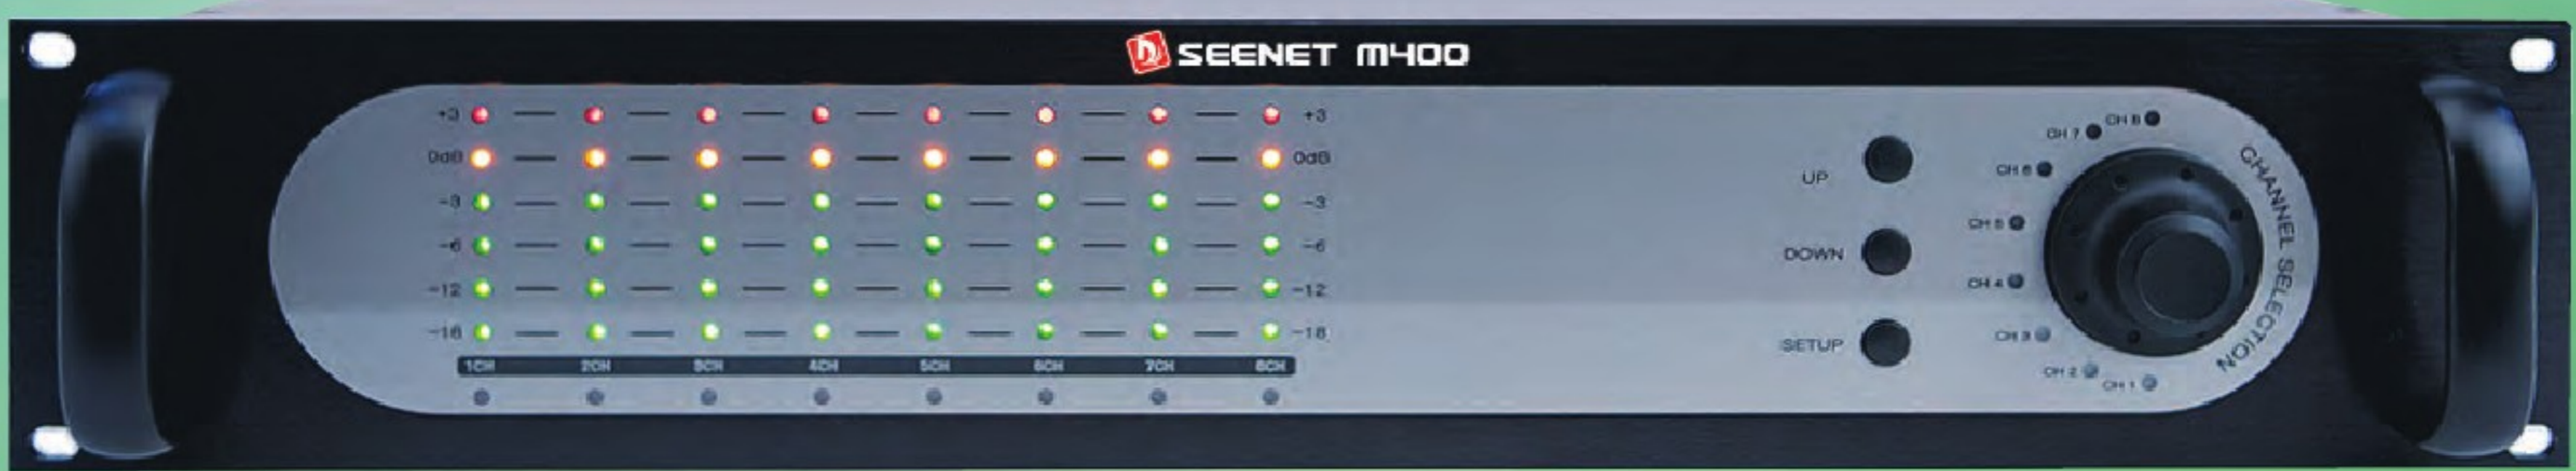 SEENET M400
+3 +3
0dB 0dB
-3 -3
-6 -6
-12 -12
-18 -18
1CH 2CH 3CH 4CH 5CH 6CH 7CH 8CH
UP
DOWN
SETUP
CH 8
CH 7
CH 6
CH 5
CH 4
CH 3
CH 2
CH 1
CHANNEL SELECTION